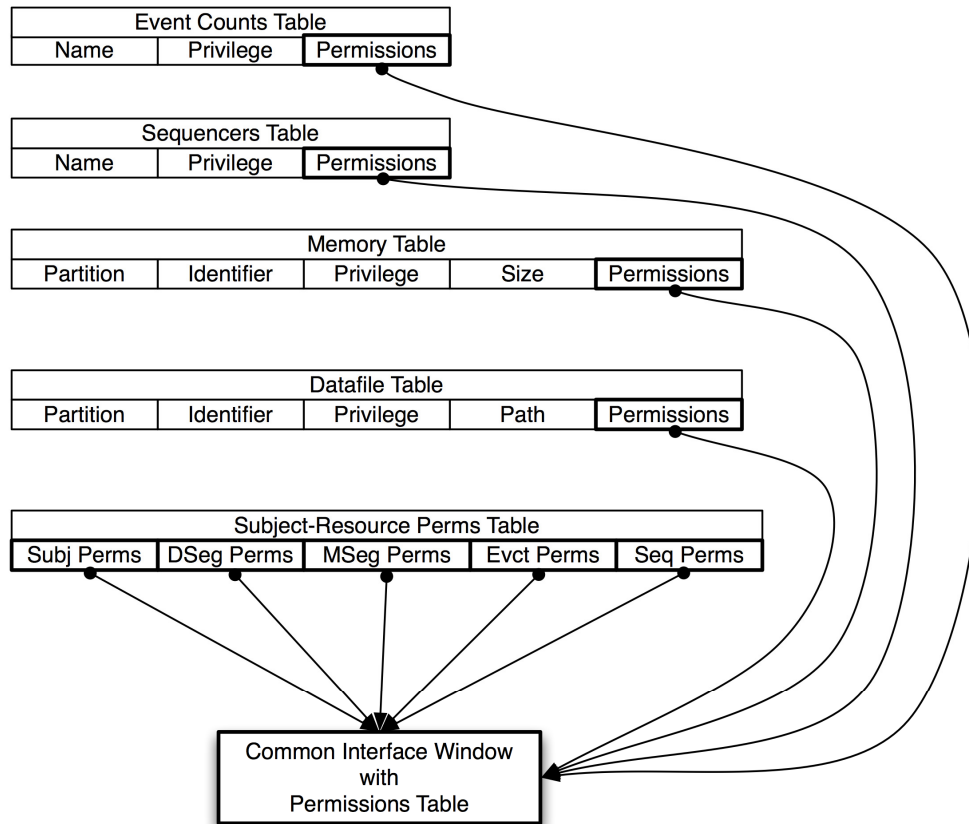 Event Counts Table
Name Privilege Permissions
Sequencers Table
Name Privilege Permissions
Memory Table
Partition Identifier Privilege Size Permissions
Datafile Table
Partition Identifier Privilege Path Permissions
Subject-Resource Perms Table
Subj Perms DSeg Perms MSeg Perms Evct Perms Seq Perms
Common Interface Window
with
Permissions Table